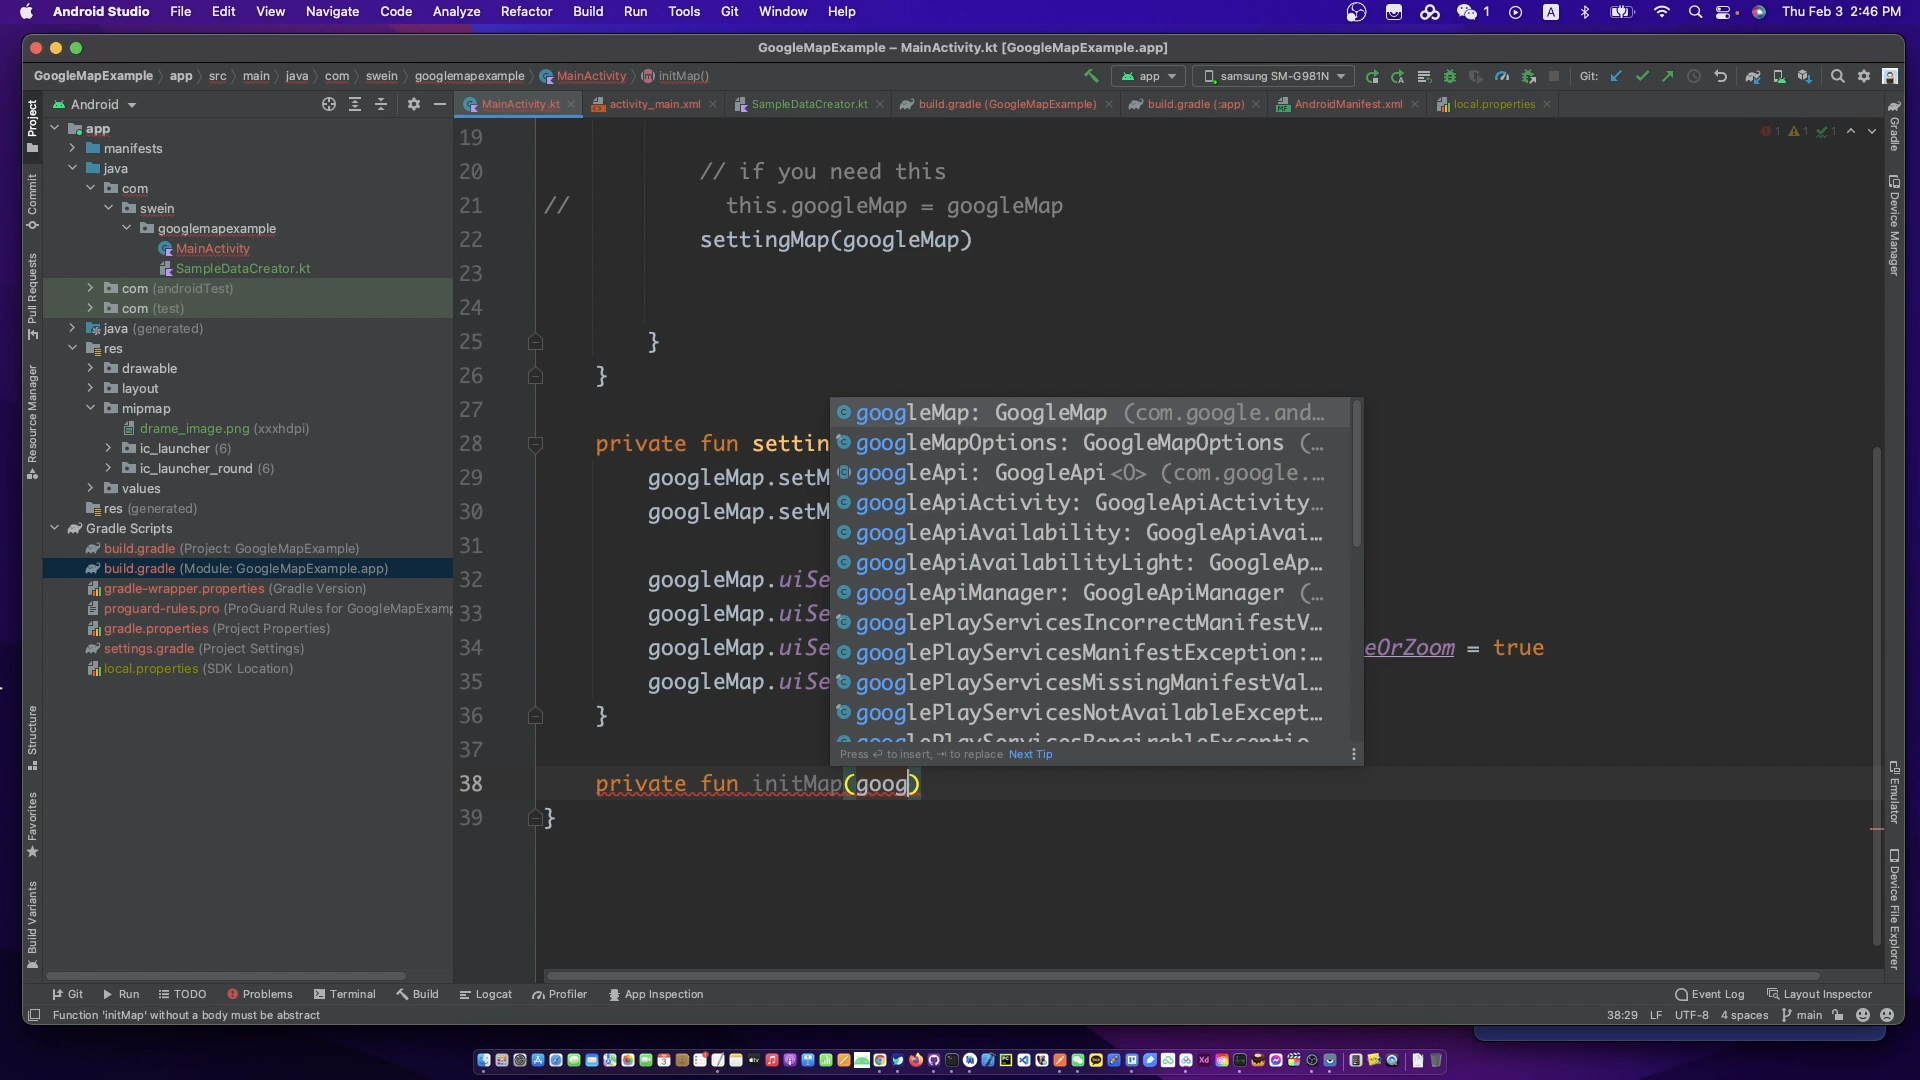 Android Studio File Edit View Navigate Code Analyze Refactor Build Run Tools Git Window Help 1 A Thu Feb 3 2:46 PM
GoogleMapExample – MainActivity.kt [GoogleMapExample.app]
GoogleMapExample app src main java com swein googlemapexample MainActivity initMap() app samsung SM-G981N Git:
Android
MainActivity.kt activity_main.xml SampleDataCreator.kt build.gradle (GoogleMapExample) build.gradle (:app) AndroidManifest.xml local.properties
Project
Commit
Pull Requests
Resource Manager
Structure
Favorites
Build Variants
app
manifests
java
com
swein
googlemapexample
MainActivity
SampleDataCreator.kt
com (androidTest)
com (test)
java (generated)
res
drawable
layout
mipmap
drame_image.png (xxxhdpi)
ic_launcher (6)
ic_launcher_round (6)
values
res (generated)
Gradle Scripts
build.gradle (Project: GoogleMapExample)
build.gradle (Module: GoogleMapExample.app)
gradle-wrapper.properties (Gradle Version)
proguard-rules.pro (ProGuard Rules for GoogleMapExamp
gradle.properties (Project Properties)
settings.gradle (Project Settings)
local.properties (SDK Location)
1 1 1
19
20 // if you need this
21 // this.googleMap = googleMap
22 settingMap(googleMap)
23
24
25 }
26 }
27
28 private fun settin
29 googleMap.setM
30 googleMap.setM
31
32 googleMap.uiSe
33 googleMap.uiSe
34 googleMap.uiSe eOrZoom = true
35 googleMap.uiSe
36 }
37
38 private fun initMap(goog)
39 }
googleMap: GoogleMap (com.google.and...
googleMapOptions: GoogleMapOptions (...
googleApi: GoogleApi<O> (com.google....
googleApiActivity: GoogleApiActivity...
googleApiAvailability: GoogleApiAvai...
googleApiAvailabilityLight: GoogleAp...
googleApiManager: GoogleApiManager (...
googlePlayServicesIncorrectManifestV...
googlePlayServicesManifestException:...
googlePlayServicesMissingManifestVal...
googlePlayServicesNotAvailableExcept...
googlePlayServicesRepairableExceptio...
Press ↵ to insert, ⇥ to replace Next Tip
Gradle
Device Manager
Emulator
Device File Explorer
Git Run TODO Problems Terminal Build Logcat Profiler App Inspection Event Log Layout Inspector
Function 'initMap' without a body must be abstract 38:29 LF UTF-8 4 spaces main